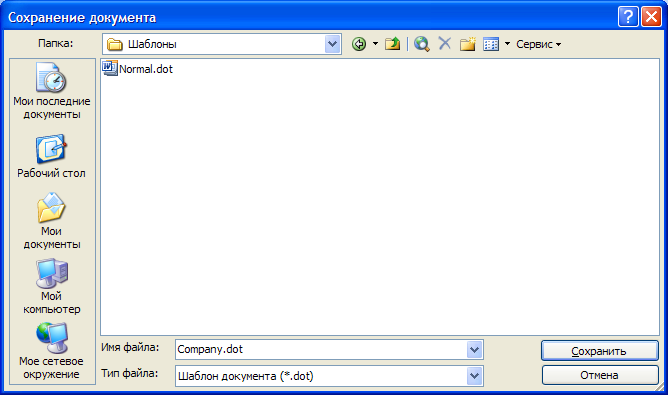 Сохранение документа
Папка:
Шаблоны
Сервис
Normal.dot
Мои последние
документы
Рабочий стол
Мои
документы
Мой
компьютер
Мое сетевое
окружение
Имя файла:
Company.dot
Сохранить
Тип файла:
Шаблон документа (*.dot)
Отмена